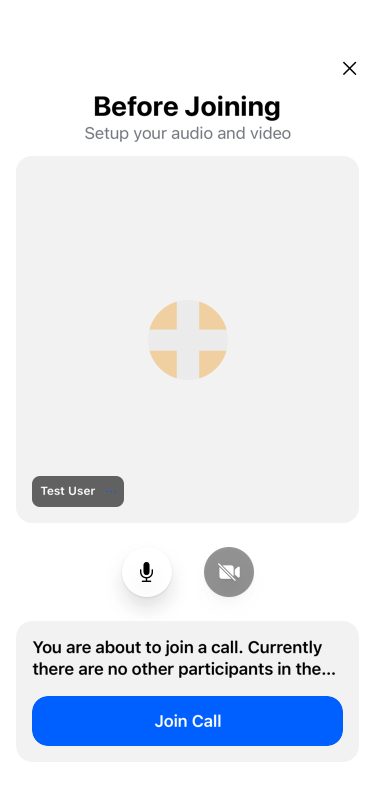 Before Joining
Setup your audio and video
Test User
You are about to join a call. Currently
there are no other participants in the...
Join Call